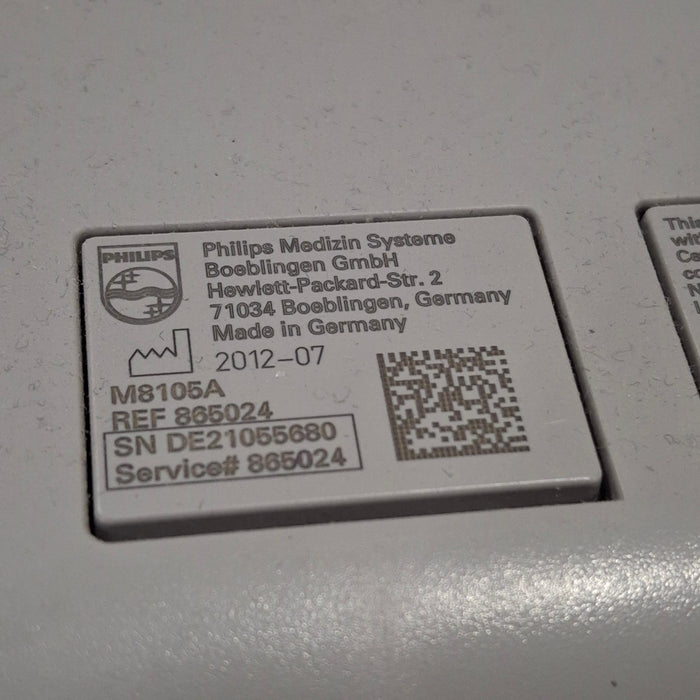 PHILIPS
Philips Medizin Systeme
Boeblingen GmbH
Hewlett-Packard-Str. 2
71034 Boeblingen, Germany
Made in Germany
2012-07
M8105A
REF 865024
SN DE21055680
Service# 865024